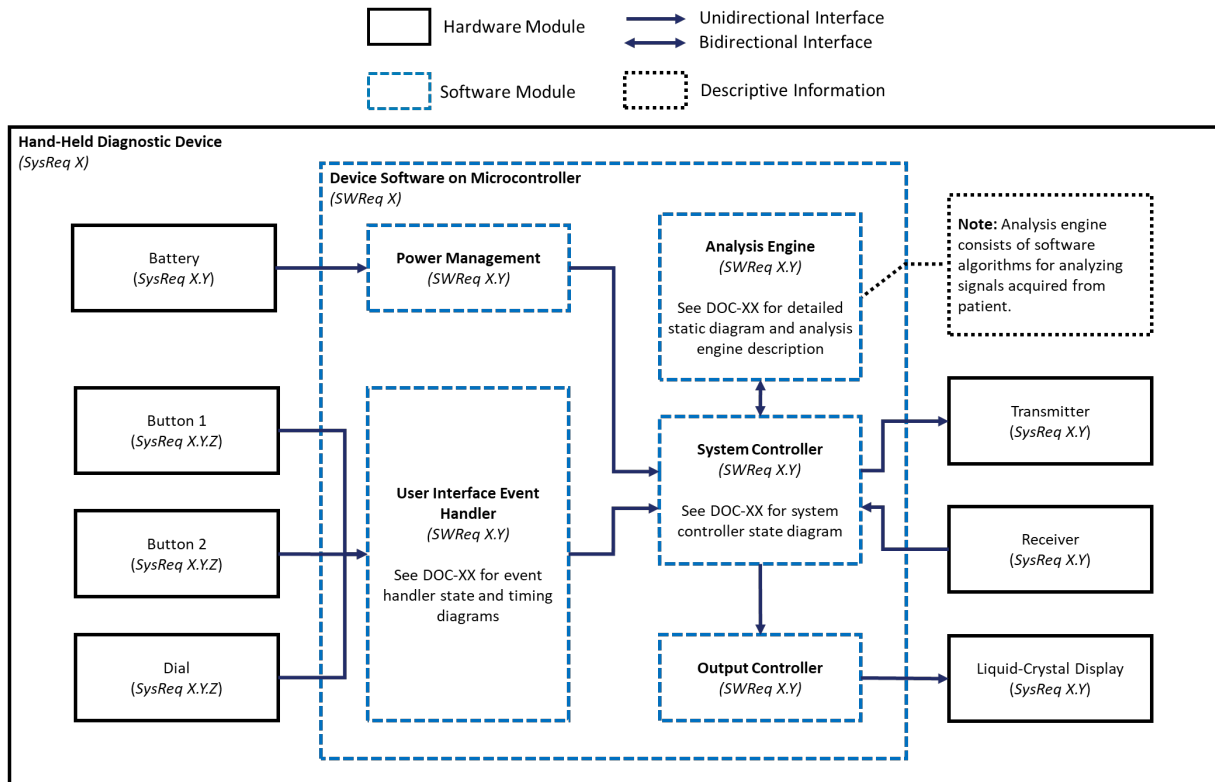 Hardware Module
Unidirectional Interface
Bidirectional Interface
Software Module
Descriptive Information
Hand-Held Diagnostic Device
(SysReq X)
Device Software on Microcontroller
(SWReq X)
Battery
(SysReq X.Y)
Power Management
(SWReq X.Y)
Analysis Engine
(SWReq X.Y)
See DOC-XX for detailed
static diagram and analysis
engine description
Note: Analysis engine
consists of software
algorithms for analyzing
signals acquired from
patient.
Button 1
(SysReq X.Y.Z)
Button 2
(SysReq X.Y.Z)
Dial
(SysReq X.Y.Z)
User Interface Event
Handler
(SWReq X.Y)
See DOC-XX for event
handler state and timing
diagrams
System Controller
(SWReq X.Y)
See DOC-XX for system
controller state diagram
Output Controller
(SWReq X.Y)
Transmitter
(SysReq X.Y)
Receiver
(SysReq X.Y)
Liquid-Crystal Display
(SysReq X.Y)